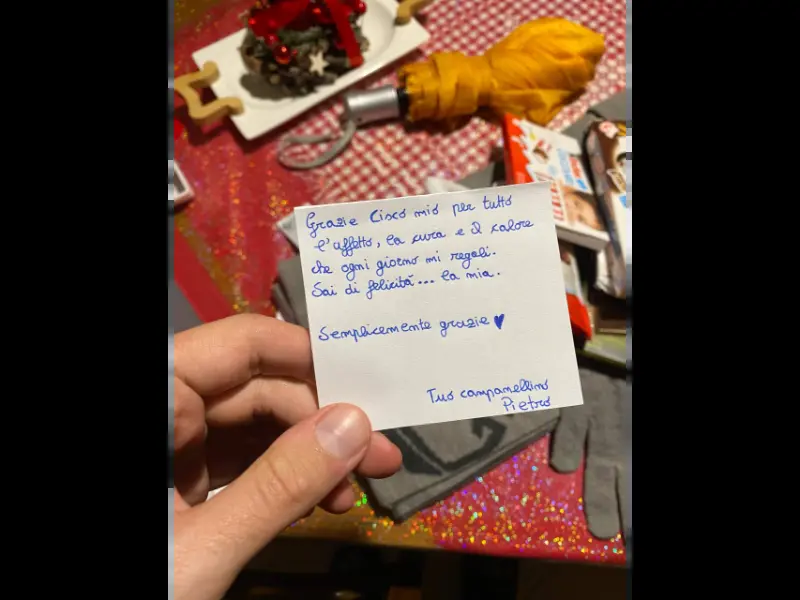 Grazie Cisco mio per tutto
l'affetto, la cura e il calore
che ogni giorno mi regali.
Sai di felicità... la mia.
Semplicemente grazie ♥
Tuo campanellino
Pietro